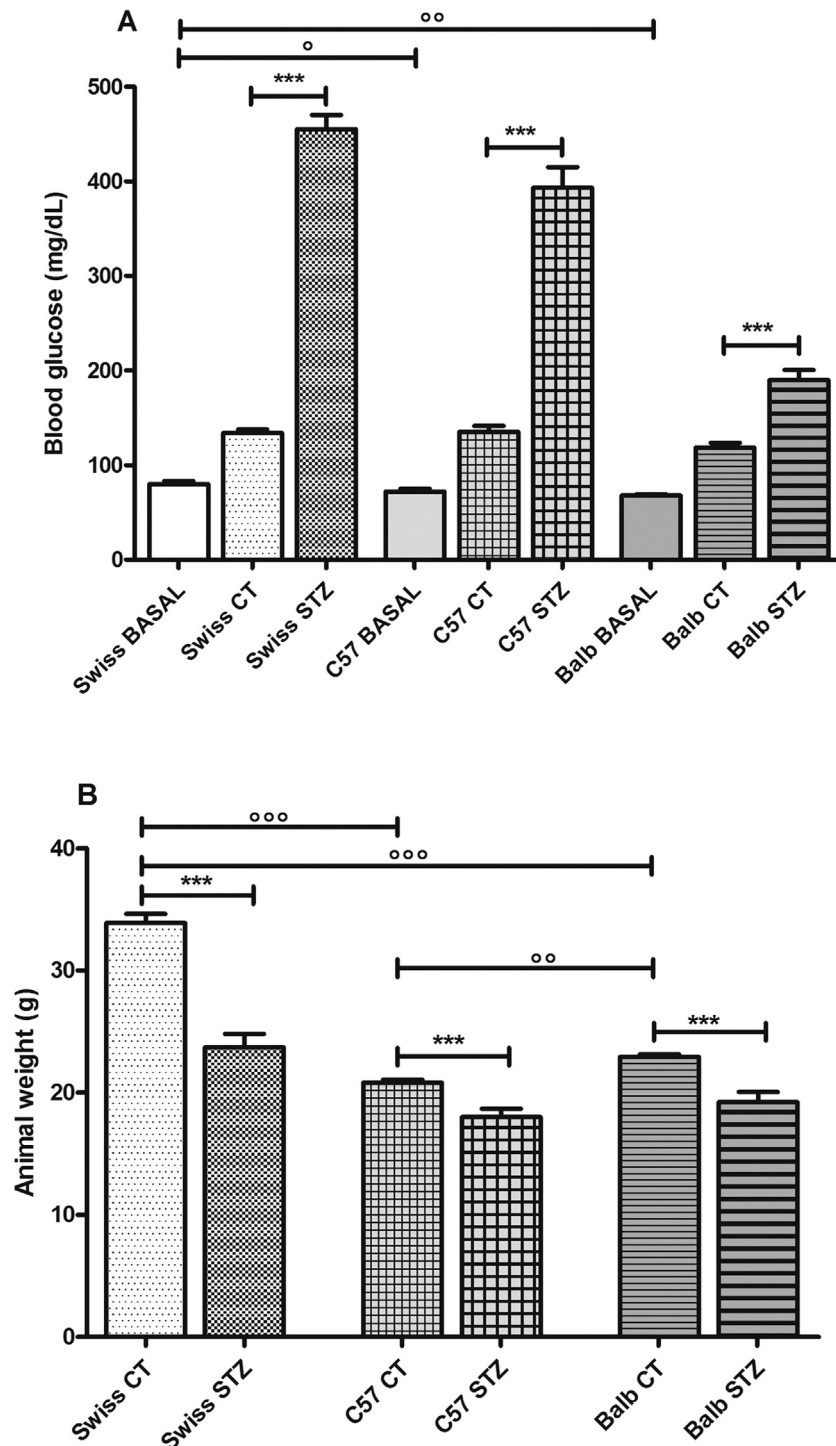 A
°°
°
***
***
***
500
400
300
200
100
0
Blood glucose (mg/dL)
Swiss BASAL
Swiss CT
Swiss STZ
C57 BASAL
C57 CT
C57 STZ
Balb BASAL
Balb CT
Balb STZ
B
°°°
°°°
***
°°
***
***
40
30
20
10
0
Animal weight (g)
Swiss CT
Swiss STZ
C57 CT
C57 STZ
Balb CT
Balb STZ